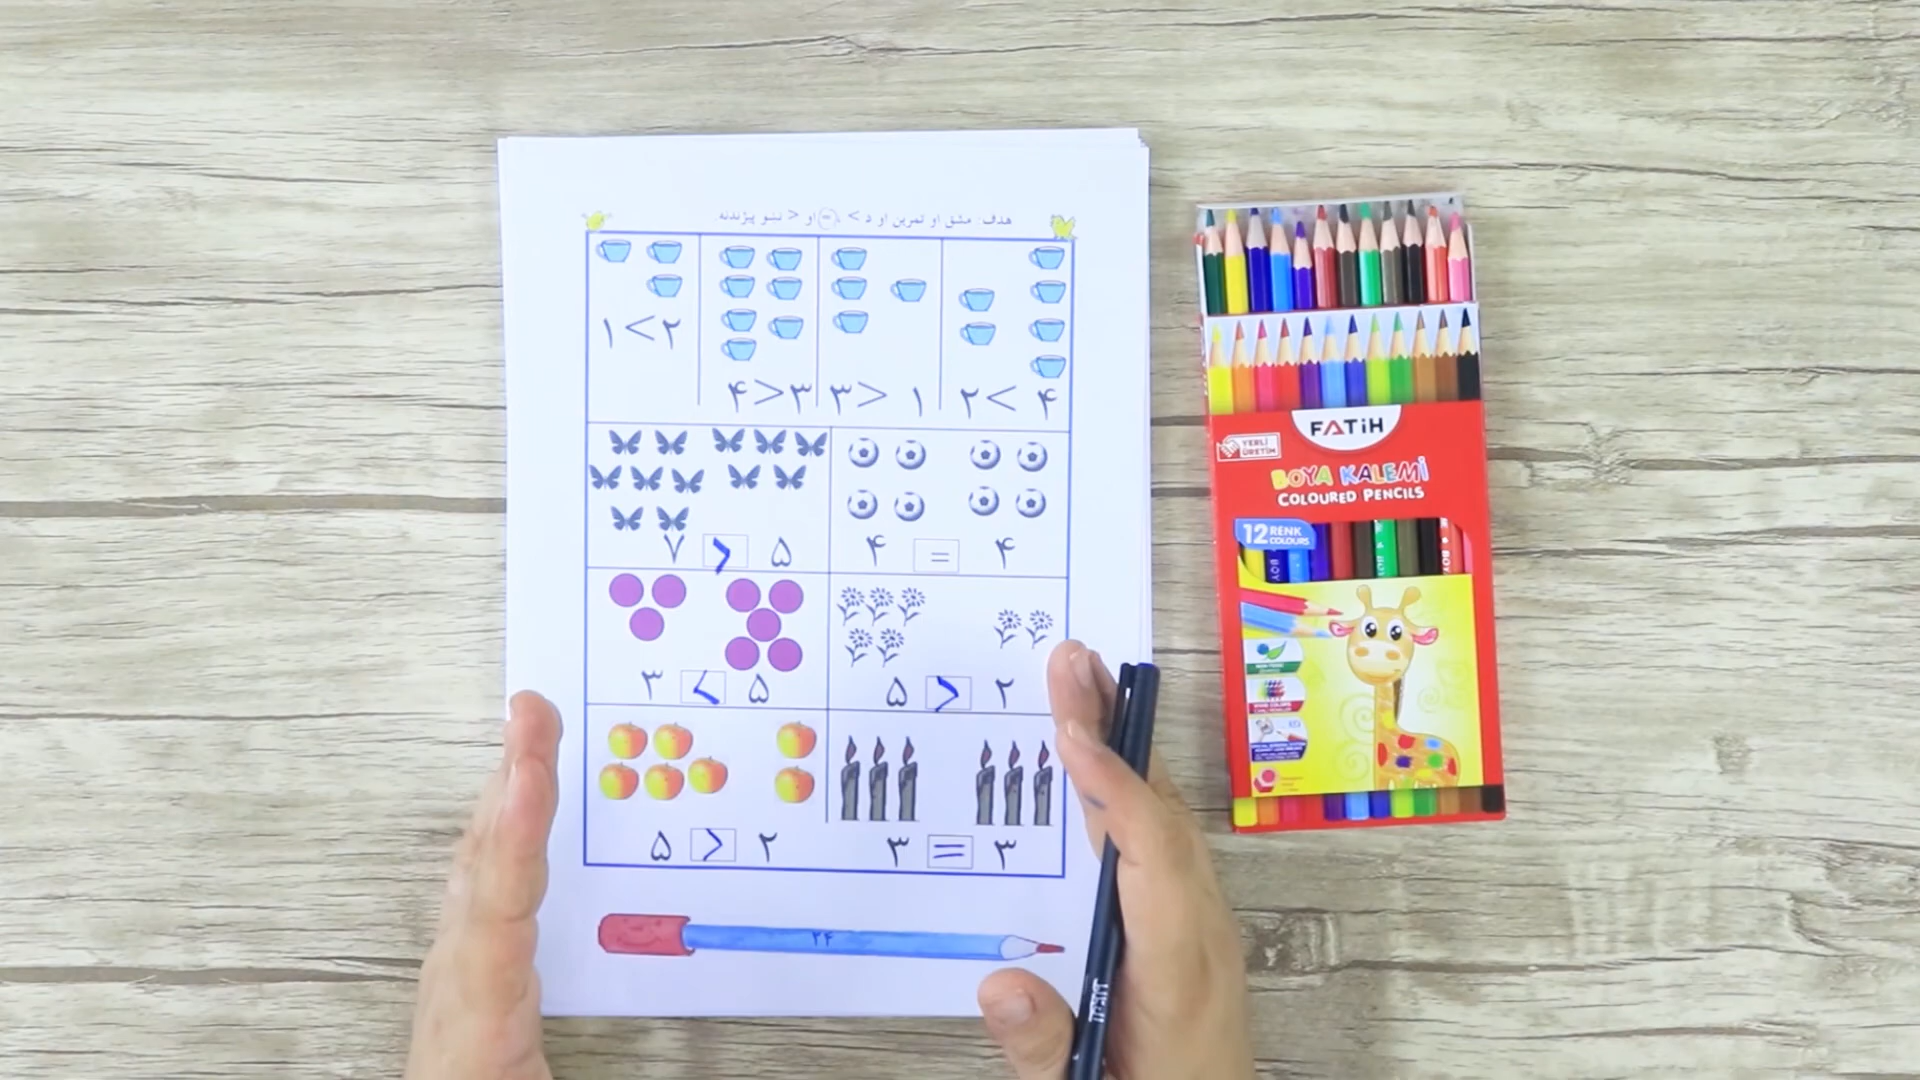 هدف: مشق او تمرین او د > ، = او < نښو پېژندنه.
۱ < ۲
۴ > ۳
۳ > ۱
۲ < ۴
۷ > ۵
۴ = ۴
۳ < ۵
۵ > ۲
۵ > ۲
۳ = ۳
۲۴
FATİH
YERLİ
ÜRETİM
BOYA KALEMİ
COLOURED PENCILS
12 RENK
COLOURS